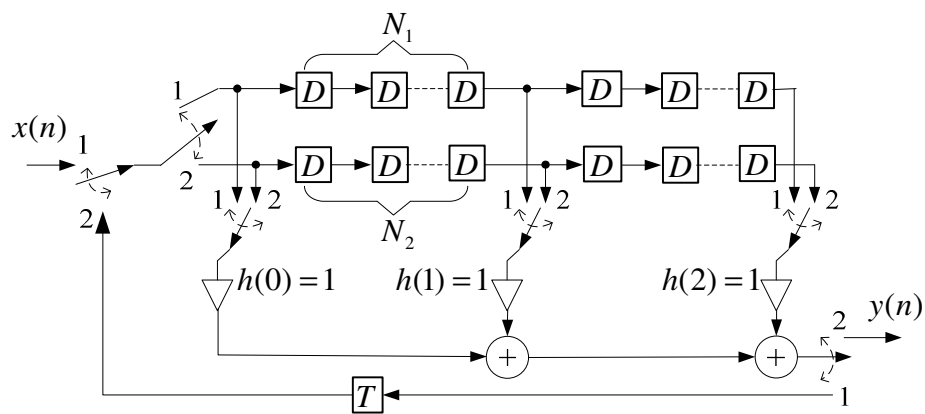 N₁
1 D D D D D D
x(n) 1
2 D D D D D D
2 1 2 1 2 1 2
N₂
h(0) = 1 h(1) = 1 h(2) = 1
+ + 2 y(n)
T 1